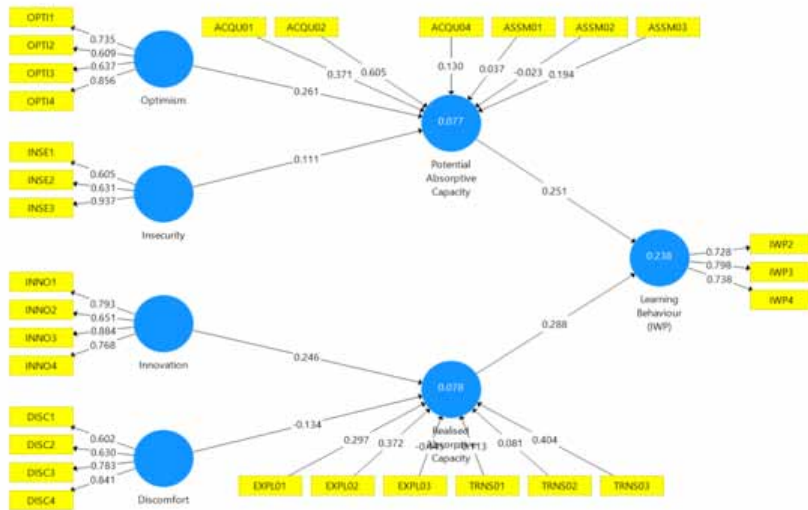 OPTI1
OPTI2
OPTI3
OPTI4
0.735
0.609
0.637
0.856
Optimism
ACQU01
ACQU02
ACQU04
ASSM01
ASSM02
ASSM03
0.371
0.605
0.130
0.037
-0.023
0.194
0.261
0.077
Potential
Absorptive
Capacity
INSE1
INSE2
INSE3
0.605
0.631
0.937
Insecurity
0.111
0.251
0.238
Learning
Behaviour
(IWP)
0.728
0.798
0.738
IWP2
IWP3
IWP4
INNO1
INNO2
INNO3
INNO4
0.793
0.651
0.884
0.768
Innovation
0.246
0.288
0.078
Realised
Absorptive
Capacity
DISC1
DISC2
DISC3
DISC4
0.602
0.630
0.783
0.841
Discomfort
-0.134
0.297
0.372
0.081
0.404
EXPL01
EXPL02
EXPL03
TRNS01
TRNS02
TRNS03